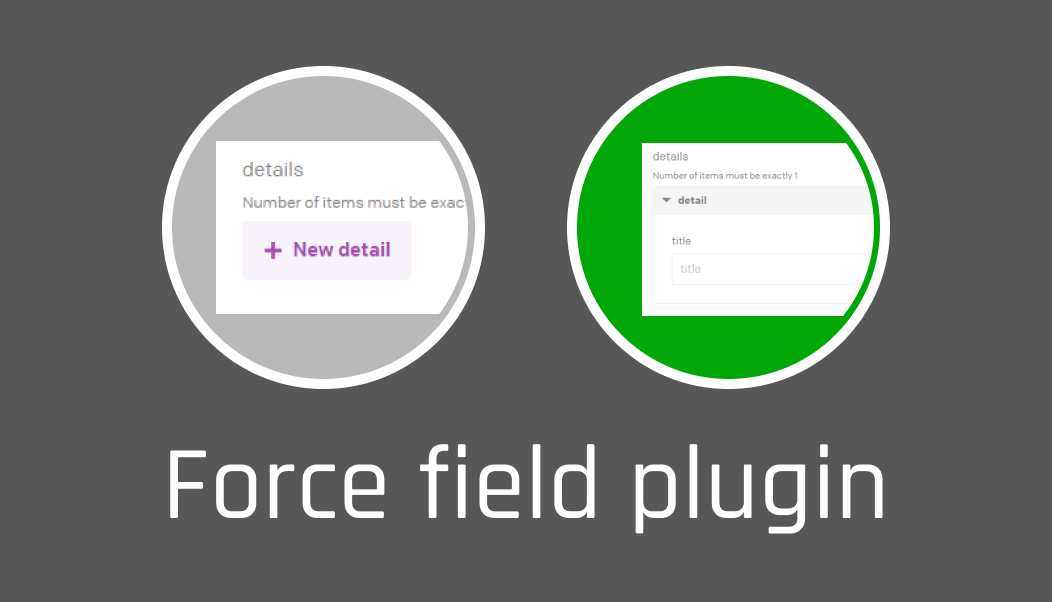 details
Number of items must be exac
+ New detail
details
Number of items must be exactly 1
detail
title
title
Force field plugin